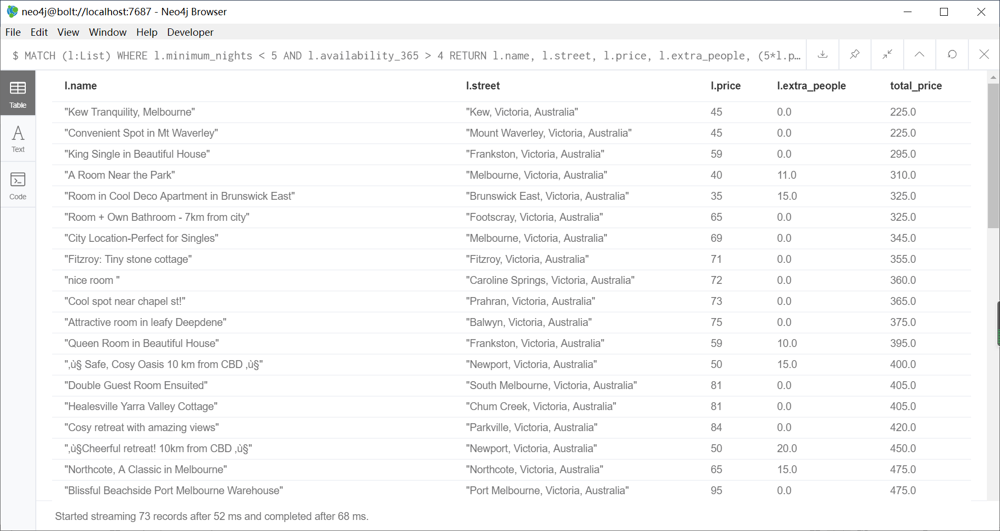 neo4j@bolt://localhost:7687 - Neo4j Browser
File Edit View Window Help Developer
$ MATCH (l:List) WHERE l.minimum_nights < 5 AND l.availability_365 > 4 RETURN l.name, l.street, l.price, l.extra_people, (5*l.p…
Table
Text
Code
l.name l.street l.price l.extra_people total_price
"Kew Tranquility, Melbourne" "Kew, Victoria, Australia" 45 0.0 225.0
"Convenient Spot in Mt Waverley" "Mount Waverley, Victoria, Australia" 45 0.0 225.0
"King Single in Beautiful House" "Frankston, Victoria, Australia" 59 0.0 295.0
"A Room Near the Park" "Melbourne, Victoria, Australia" 40 11.0 310.0
"Room in Cool Deco Apartment in Brunswick East" "Brunswick East, Victoria, Australia" 35 15.0 325.0
"Room + Own Bathroom - 7km from city" "Footscray, Victoria, Australia" 65 0.0 325.0
"City Location-Perfect for Singles" "Melbourne, Victoria, Australia" 69 0.0 345.0
"Fitzroy: Tiny stone cottage" "Fitzroy, Victoria, Australia" 71 0.0 355.0
"nice room " "Caroline Springs, Victoria, Australia" 72 0.0 360.0
"Cool spot near chapel st!" "Prahran, Victoria, Australia" 73 0.0 365.0
"Attractive room in leafy Deepdene" "Balwyn, Victoria, Australia" 75 0.0 375.0
"Queen Room in Beautiful House" "Frankston, Victoria, Australia" 59 10.0 395.0
"‚ù§ Safe, Cosy Oasis 10 km from CBD ‚ù§" "Newport, Victoria, Australia" 50 15.0 400.0
"Double Guest Room Ensuited" "South Melbourne, Victoria, Australia" 81 0.0 405.0
"Healesville Yarra Valley Cottage" "Chum Creek, Victoria, Australia" 81 0.0 405.0
"Cosy retreat with amazing views" "Parkville, Victoria, Australia" 84 0.0 420.0
"‚ù§Cheerful retreat! 10km from CBD ‚ù§" "Newport, Victoria, Australia" 50 20.0 450.0
"Northcote, A Classic in Melbourne" "Northcote, Victoria, Australia" 65 15.0 475.0
"Blissful Beachside Port Melbourne Warehouse" "Port Melbourne, Victoria, Australia" 95 0.0 475.0
Started streaming 73 records after 52 ms and completed after 68 ms.